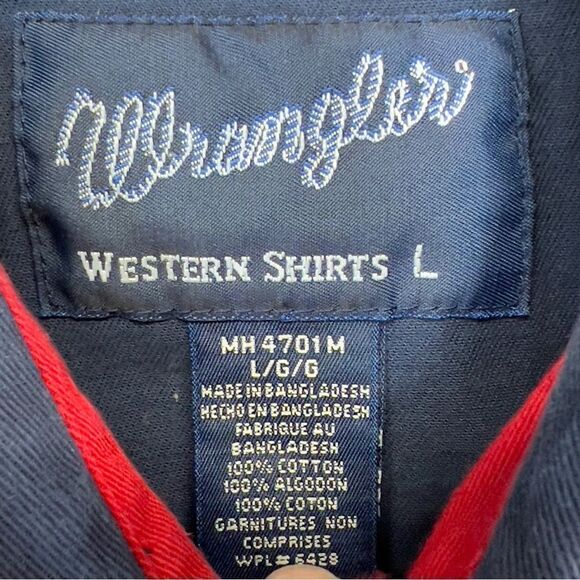 Wrangler
WESTERN SHIRTS L
MH4701M
L/G/G
MADE IN BANGLADESH
HECHO EN BANGLADESH
FABRIQUE AU
BANGLADESH
100% COTTON
100% ALGODON
100% COTON
GARNITURES NON
COMPRISES
WPL# 6428